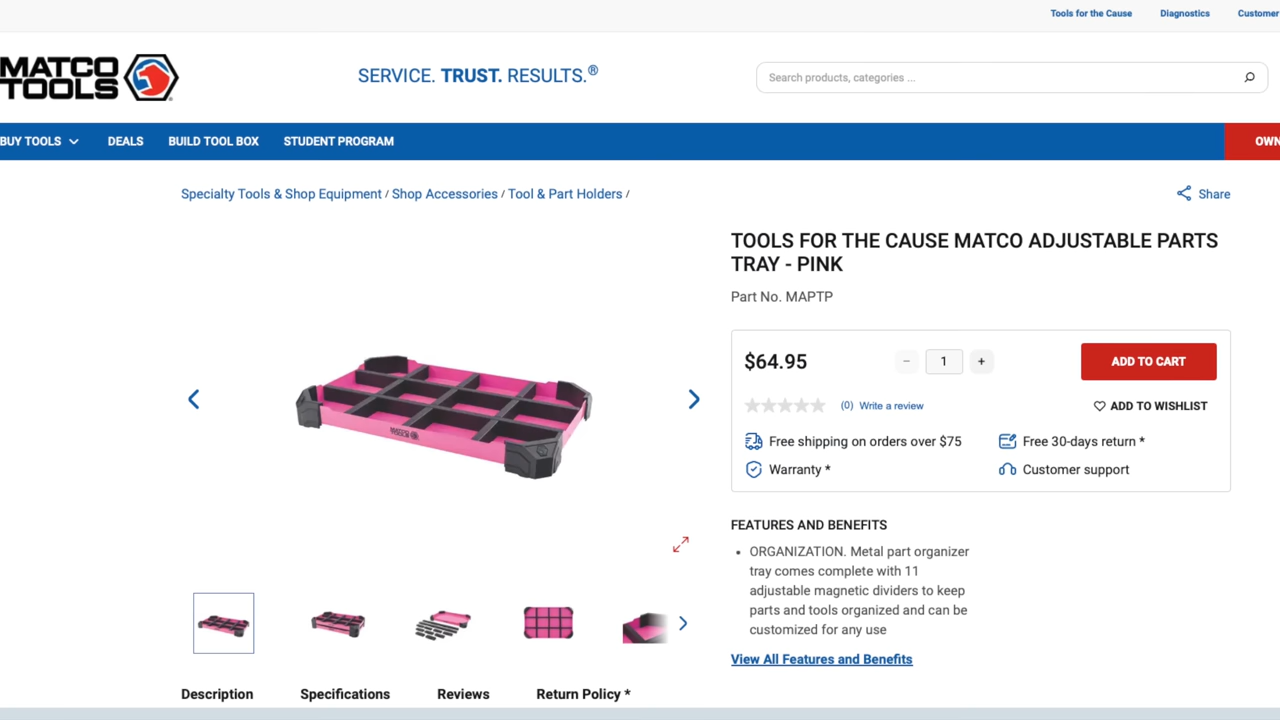 Tools for the Cause Diagnostics Customer
MATCO
TOOLS
SERVICE. TRUST. RESULTS.®
Search products, categories ...
BUY TOOLS DEALS BUILD TOOL BOX STUDENT PROGRAM OWN
Specialty Tools & Shop Equipment / Shop Accessories / Tool & Part Holders /
Share
TOOLS FOR THE CAUSE MATCO ADJUSTABLE PARTS
TRAY - PINK
Part No. MAPTP
$64.95
− 1 +
ADD TO CART
(0) Write a review
ADD TO WISHLIST
Free shipping on orders over $75
Free 30-days return *
Warranty *
Customer support
MATCO
TOOLS
FEATURES AND BENEFITS
• ORGANIZATION. Metal part organizer
tray comes complete with 11
adjustable magnetic dividers to keep
parts and tools organized and can be
customized for any use
View All Features and Benefits
Description Specifications Reviews Return Policy *